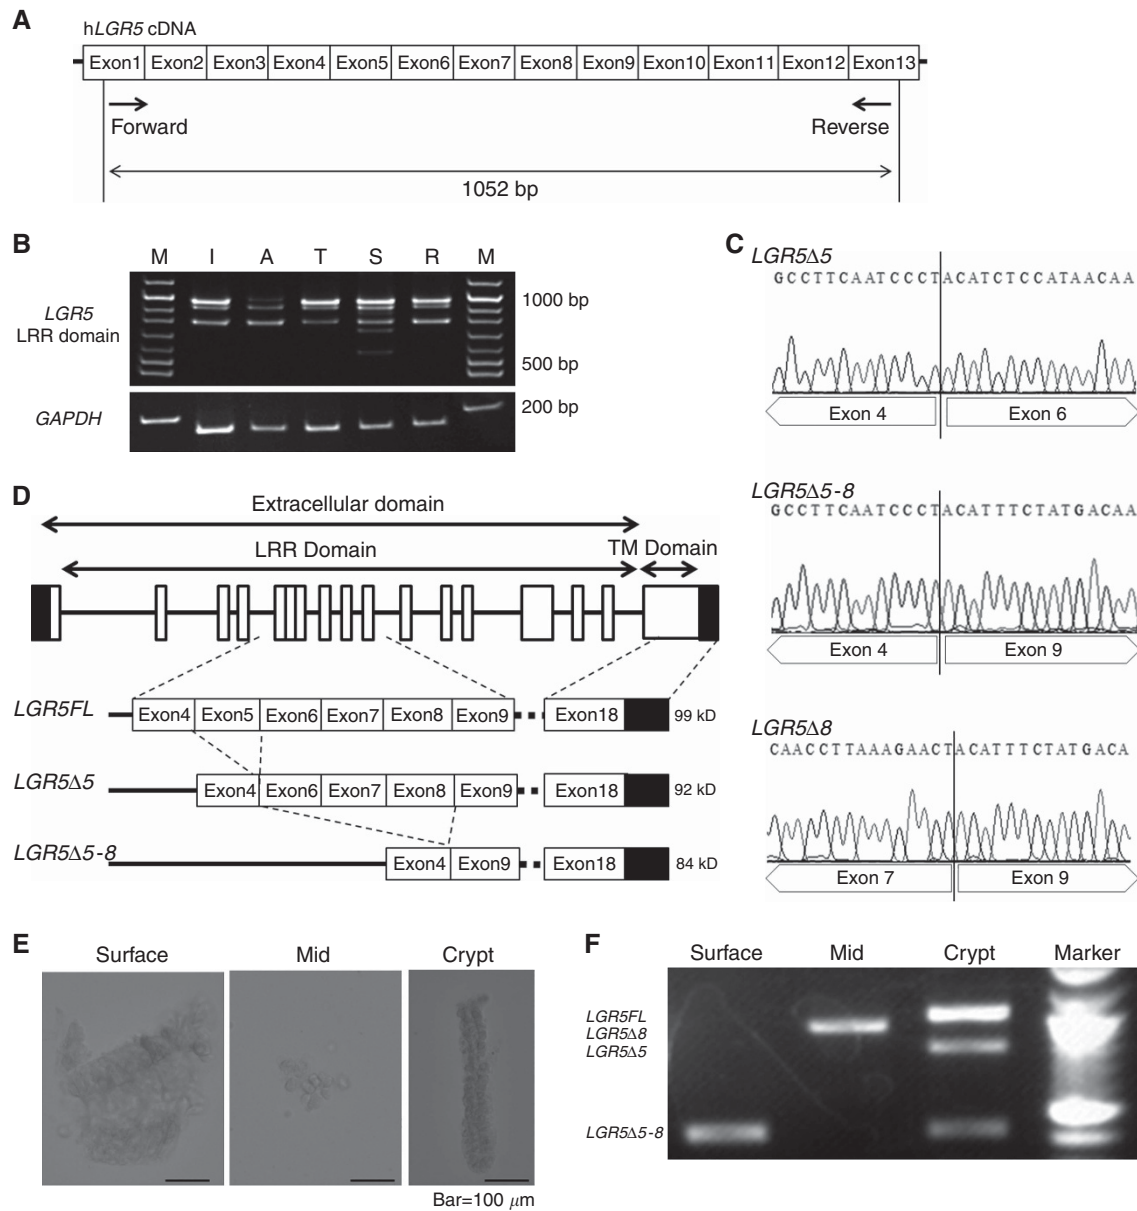 A
hLGR5 cDNA
Exon1 Exon2 Exon3 Exon4 Exon5 Exon6 Exon7 Exon8 Exon9 Exon10 Exon11 Exon12 Exon13
Forward Reverse
1052 bp
B
M I A T S R M
LGR5
LRR domain
1000 bp
500 bp
GAPDH
200 bp
C
LGR5Δ5
GCCTTCAATCCCTACATCTCCATAACAA
Exon 4 Exon 6
LGR5Δ5-8
GCCTTCAATCCCTACATTTCTATGACAA
Exon 4 Exon 9
LGR5Δ8
CAACCTTAAAGAACTACATTTCTATGACA
Exon 7 Exon 9
D
Extracellular domain
LRR Domain TM Domain
LGR5FL Exon4 Exon5 Exon6 Exon7 Exon8 Exon9 Exon18 99 kD
LGR5Δ5 Exon4 Exon6 Exon7 Exon8 Exon9 Exon18 92 kD
LGR5Δ5-8 Exon4 Exon9 Exon18 84 kD
E
Surface Mid Crypt
Bar=100 μm
F
Surface Mid Crypt Marker
LGR5FL
LGR5Δ8
LGR5Δ5
LGR5Δ5-8